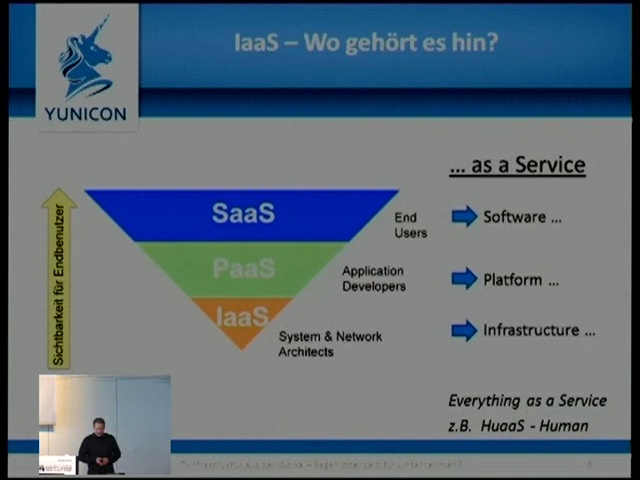 IaaS – Wo gehört es hin?
YUNICON
... as a Service
Sichtbarkeit für Endbenutzer
SaaS
End
Users
Software ...
PaaS
Application
Developers
Platform ...
IaaS
System & Network
Architects
Infrastructure ...
Everything as a Service
z.B. HuaaS - Human